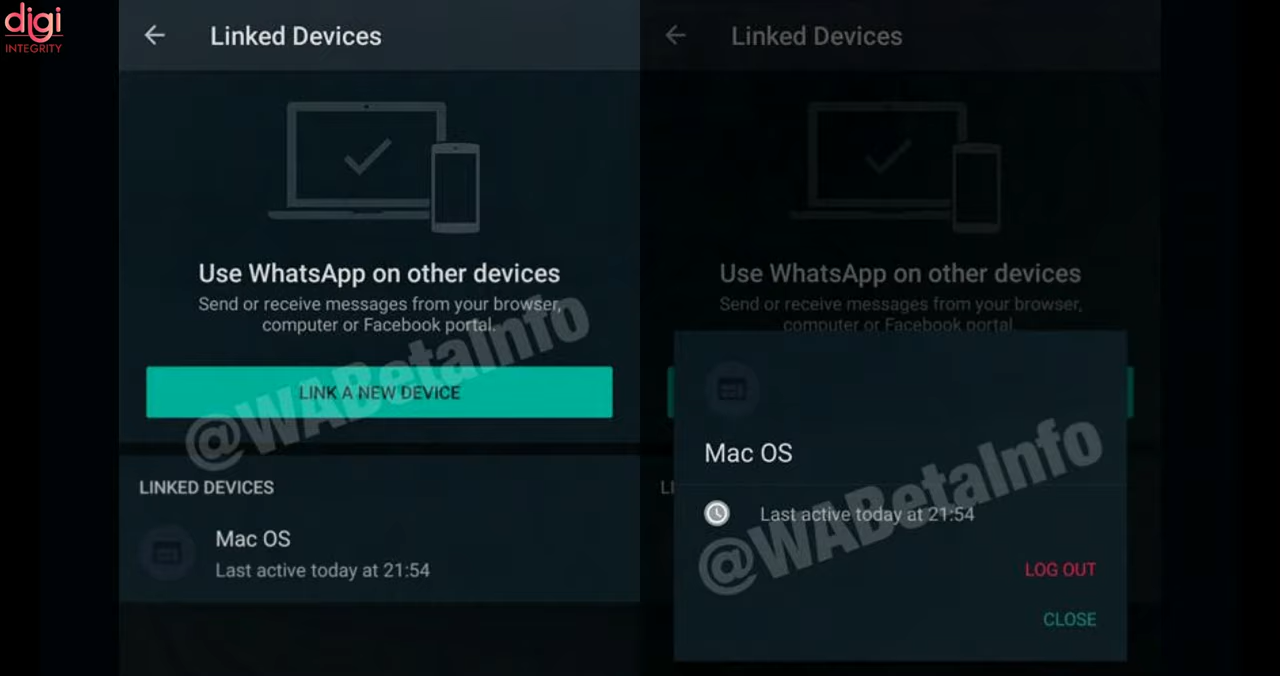 digi
INTEGRITY
Linked Devices
Use WhatsApp on other devices
Send or receive messages from your browser,
computer or Facebook portal.
LINK A NEW DEVICE
@WABetaInfo
LINKED DEVICES
Mac OS
Last active today at 21:54
Linked Devices
Use WhatsApp on other devices
Send or receive messages from your browser,
computer or Facebook portal.
LI
Mac OS
Last active today at 21:54
@WABetaInfo
LOG OUT
CLOSE